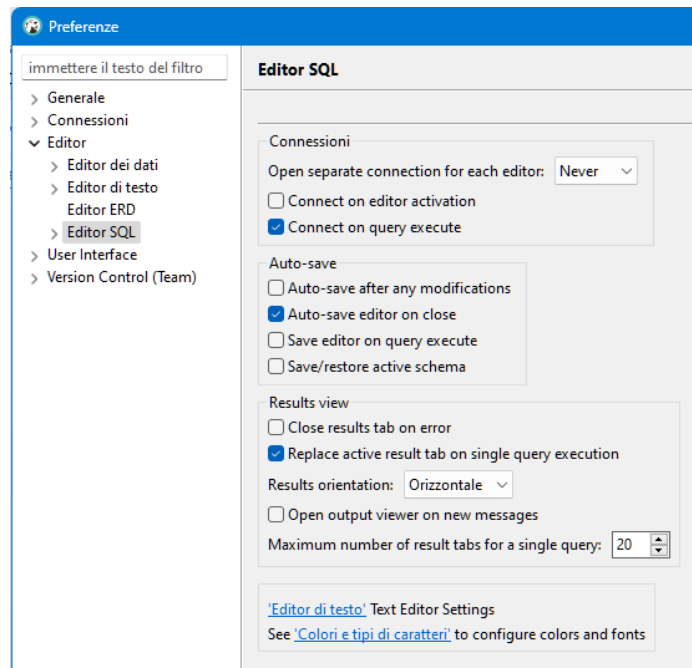 Preferenze
immettere il testo del filtro
Generale
Connessioni
Editor
Editor dei dati
Editor di testo
Editor ERD
Editor SQL
User Interface
Version Control (Team)
Editor SQL
Connessioni
Open separate connection for each editor: Never
Connect on editor activation
Connect on query execute
Auto-save
Auto-save after any modifications
Auto-save editor on close
Save editor on query execute
Save/restore active schema
Results view
Close results tab on error
Replace active result tab on single query execution
Results orientation: Orizzontale
Open output viewer on new messages
Maximum number of result tabs for a single query: 20
'Editor di testo' Text Editor Settings
See 'Colori e tipi di caratteri' to configure colors and fonts